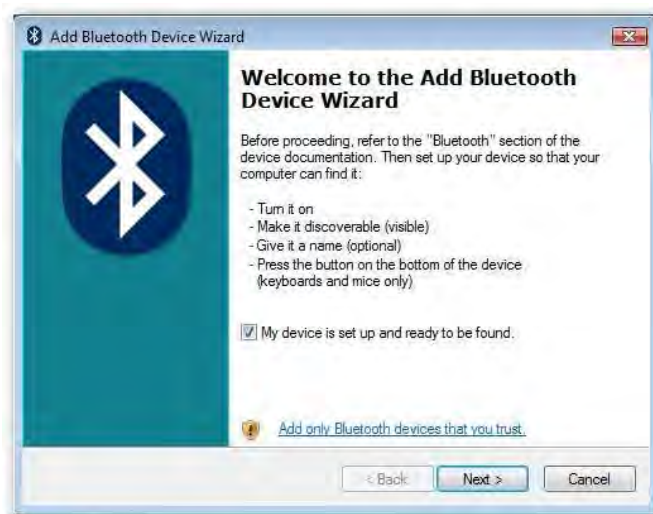 Add Bluetooth Device Wizard
Welcome to the Add Bluetooth
Device Wizard
Before proceeding, refer to the "Bluetooth" section of the
device documentation. Then set up your device so that your
computer can find it:
- Turn it on
- Make it discoverable (visible)
- Give it a name (optional)
- Press the button on the bottom of the device
(keyboards and mice only)
My device is set up and ready to be found.
Add only Bluetooth devices that you trust.
< Back
Next >
Cancel